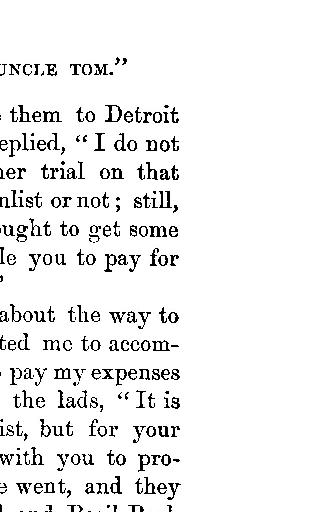 UNCLE TOM."
them to Detroit
eplied, "I do not
her trial on that
nlist or not; still,
ought to get some
le you to pay for
"
about the way to
ted me to accom-
pay my expenses
the lads, "It is
ist, but for your
with you to pro-
e went, and they